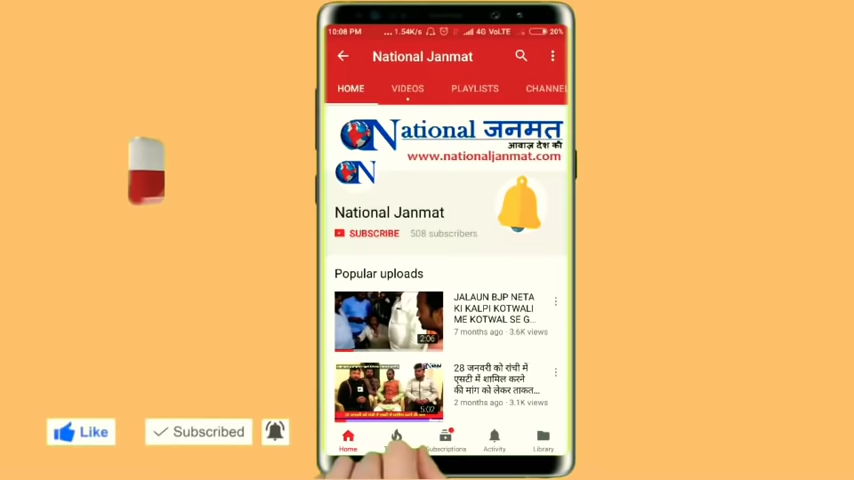 10:08 PM ... 1.54K/s 4G VoLTE 20%
National Janmat
HOME VIDEOS PLAYLISTS CHANNEL
National जनमत
आवाज़ देश की
www.nationaljanmat.com
N
National Janmat
SUBSCRIBE 508 subscribers
Popular uploads
JALAUN BJP NETA
KI KALPI KOTWALI
ME KOTWAL SE G...
7 months ago · 3.6K views
2:06
28 जनवरी को रांची में
एसटी में शामिल करने
की मांग को लेकर ताकत...
2 months ago · 3.1K views
5:02
Like
Subscribed
Home
Subscriptions
Activity
Library